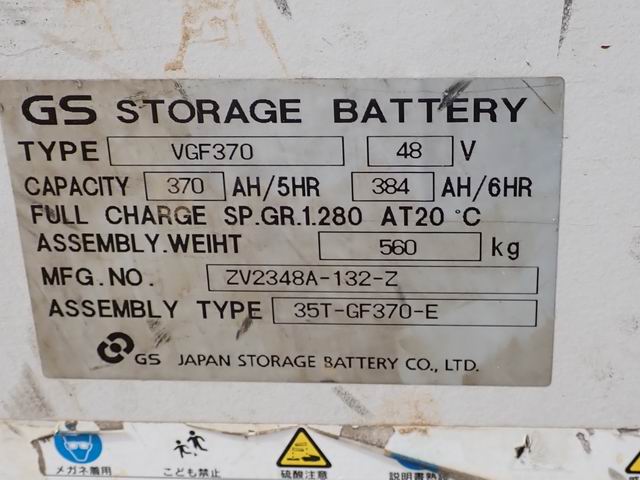 GS STORAGE BATTERY
TYPE VGF370 48 V
CAPACITY 370 AH/5HR 384 AH/6HR
FULL CHARGE SP.GR.1.280 AT20 °C
ASSEMBLY.WEIHT 560 kg
MFG.NO. ZV2348A-132-Z
ASSEMBLY TYPE 35T-GF370-E
GS JAPAN STORAGE BATTERY CO., LTD.
メガネ着用 こども禁止 硫酸注意 説明書熟読